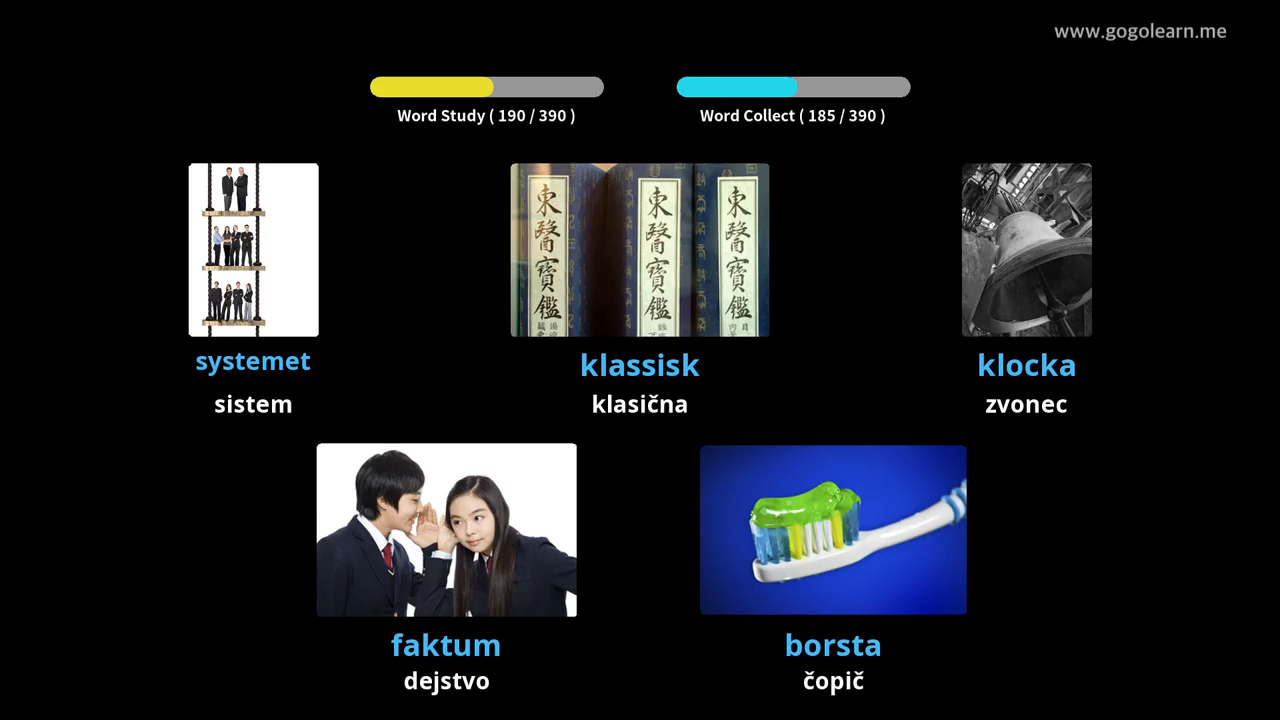 www.gogolearn.me
Word Study ( 190 / 390 )
Word Collect ( 185 / 390 )
東醫寶鑑
東醫寶鑑
東醫寶鑑
systemet
klassisk
klocka
sistem
klasična
zvonec
faktum
borsta
dejstvo
čopič